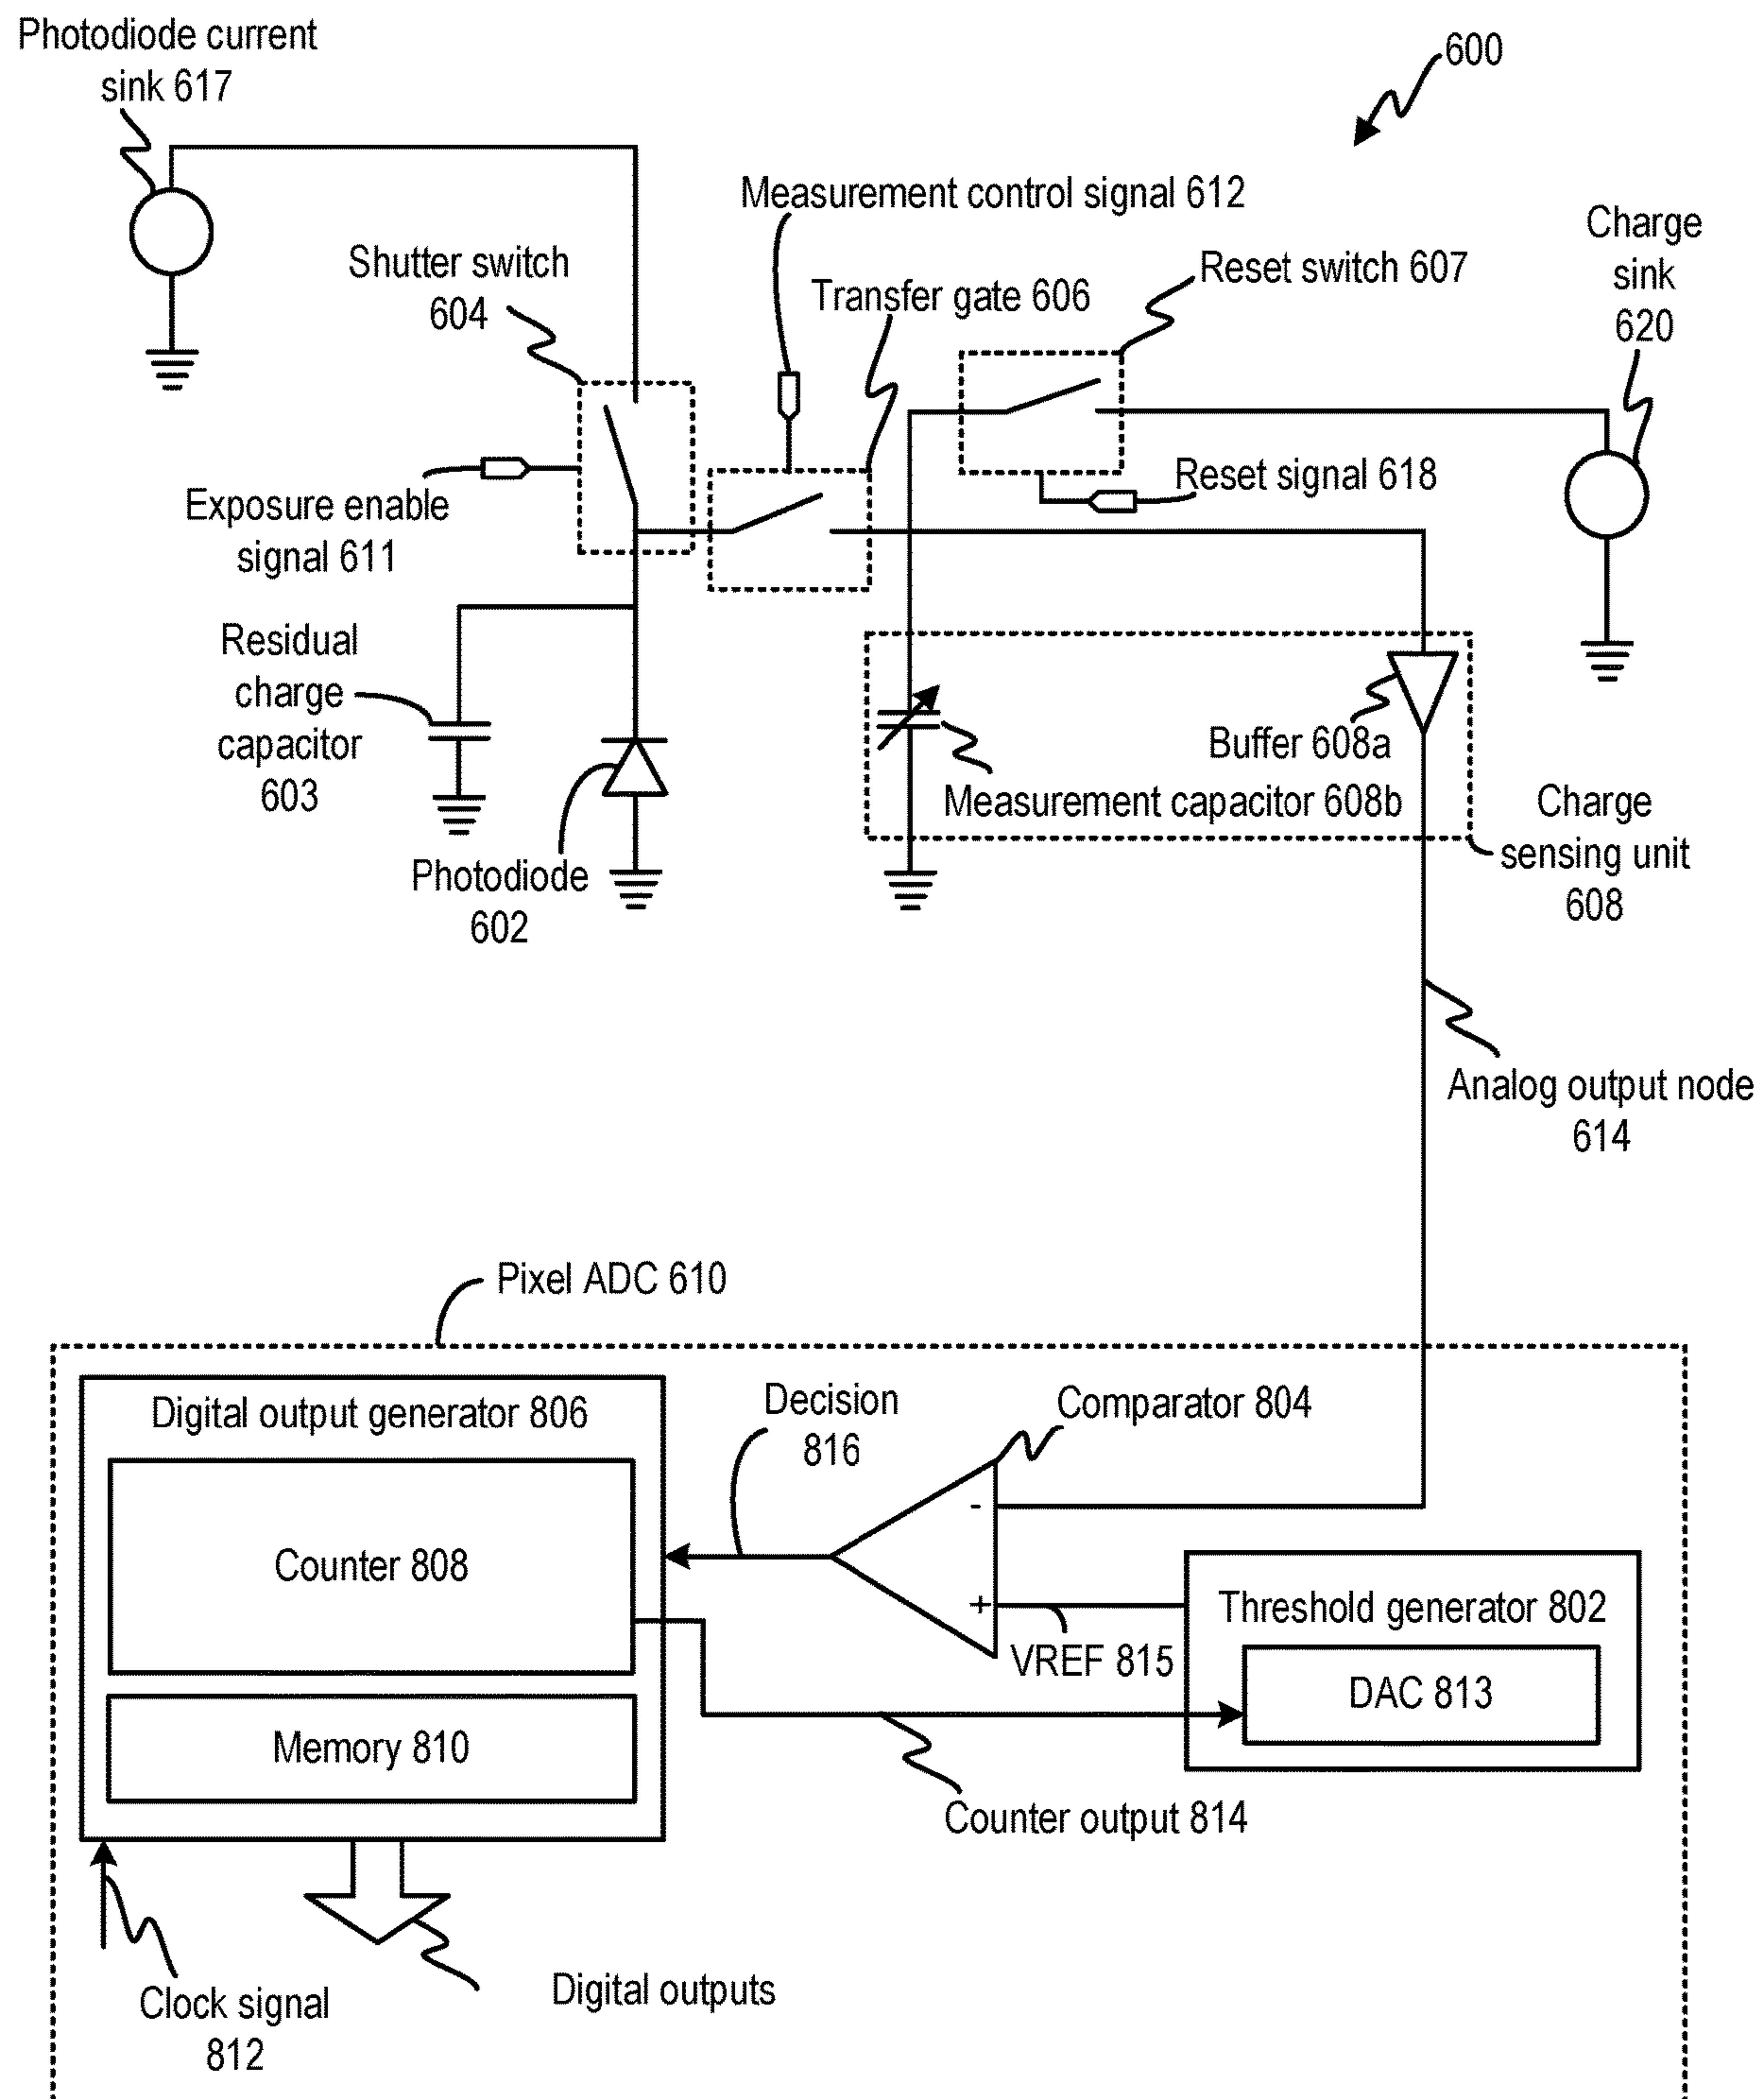 Photodiode current
sink 617
600
Measurement control signal 612
Charge
sink
620
Shutter switch
604
Transfer gate 606
Reset switch 607
Exposure enable
signal 611
Reset signal 618
Residual
charge
capacitor
603
Buffer 608a
Measurement capacitor 608b
Photodiode
602
Charge
sensing unit
608
Analog output node
614
Pixel ADC 610
Digital output generator 806
Decision
816
Comparator 804
-
Counter 808
+
VREF 815
Threshold generator 802
DAC 813
Memory 810
Counter output 814
Clock signal
812
Digital outputs